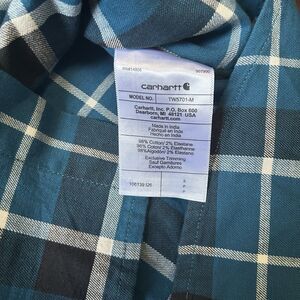 carhartt
MODEL NO. TW5701-M
Carhartt, Inc. P.O. Box 600
Dearborn, MI 48121 USA
carhartt.com
Made in India
Fabriqué en Inde
Hecho en India
98% Cotton/ 2% Elastane
98% Coton/ 2% Élasthanne
98%Algodón/ 2% Elastano
Exclusive Trimming
Sauf Garnitures
Excepto Adorno